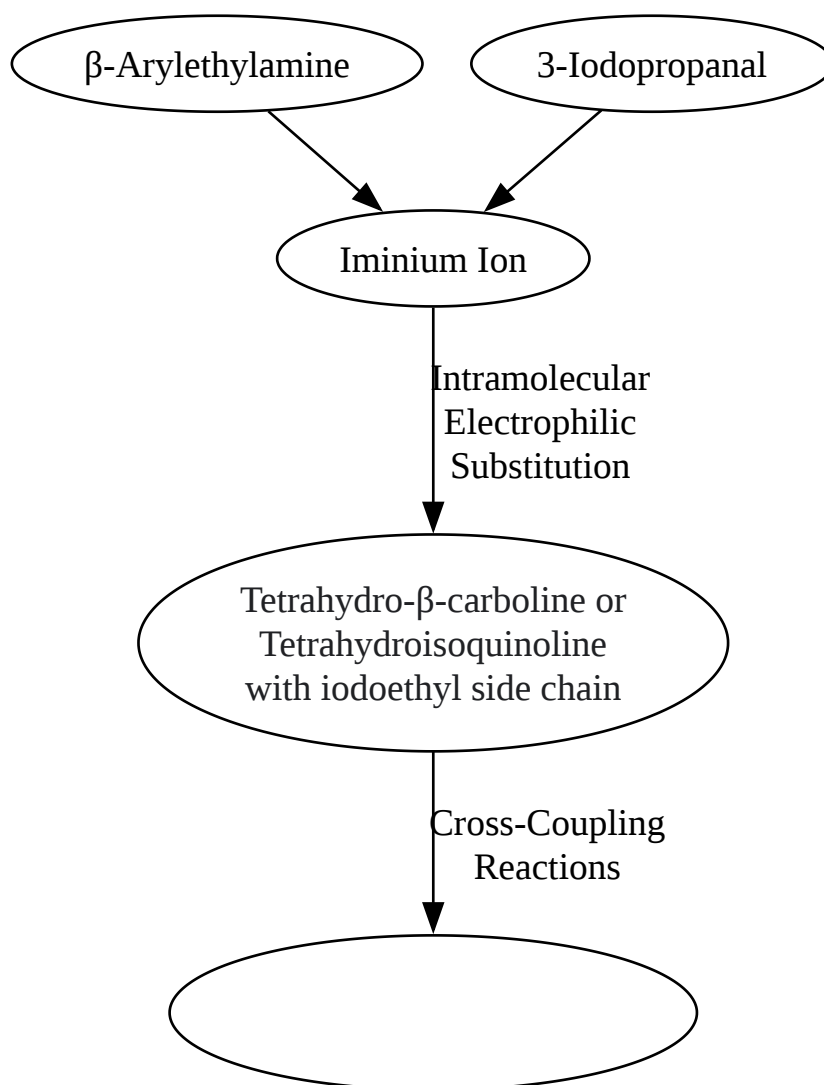 β-Arylethylamine
3-Iodopropanal
Iminium Ion
Intramolecular
Electrophilic
Substitution
Tetrahydro-β-carboline or
Tetrahydroisoquinoline
with iodoethyl side chain
Cross-Coupling
Reactions